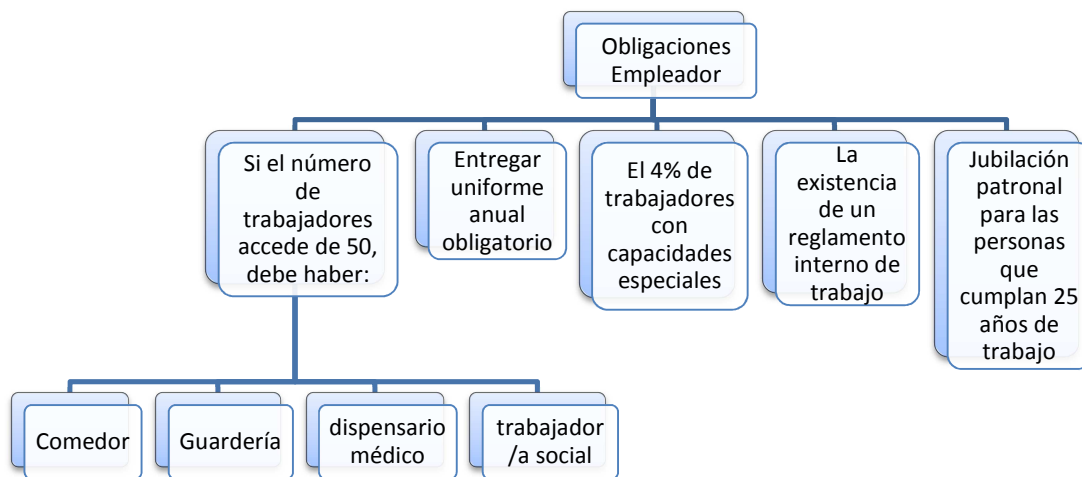 Obligaciones
Empleador
Si el número
de
trabajadores
accede de 50,
debe haber:
Entregar
uniforme
anual
obligatorio
El 4% de
trabajadores
con
capacidades
especiales
La
existencia
de un
reglamento
interno de
trabajo
Jubilación
patronal
para las
personas
que
cumplan 25
años de
trabajo
Comedor
Guardería
dispensario
médico
trabajador
/a social